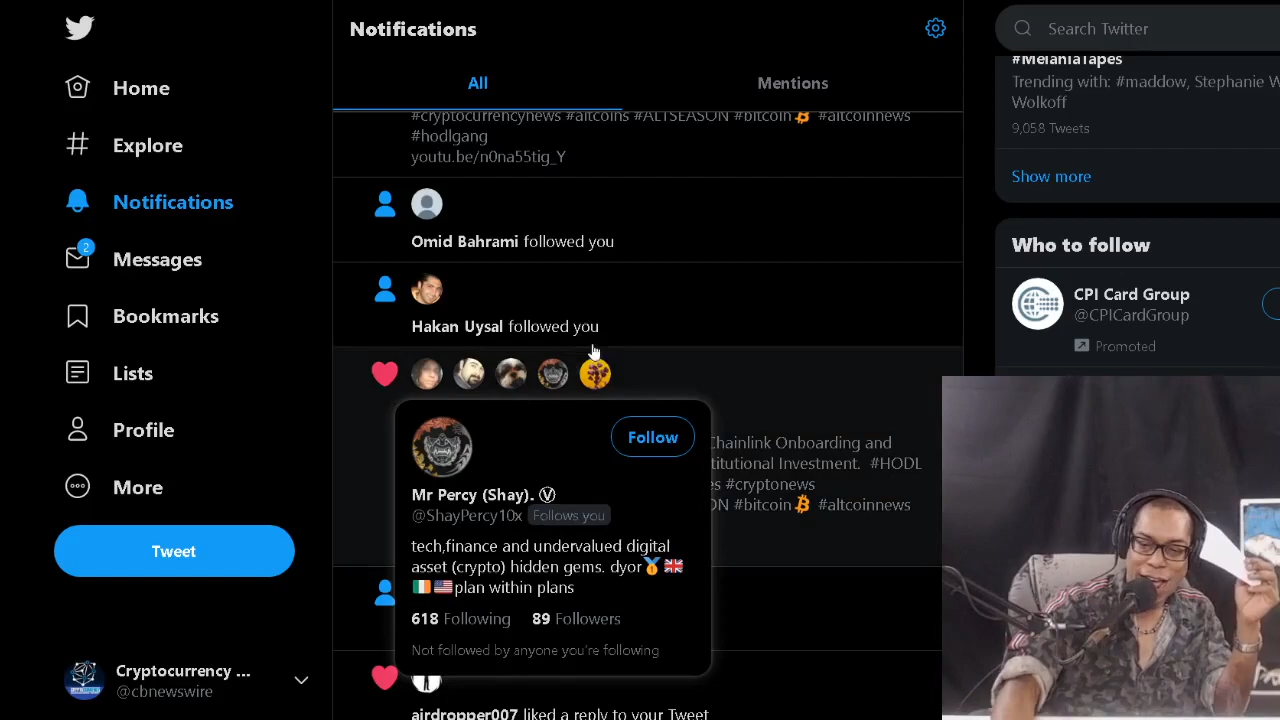 Home
Explore
Notifications
2
Messages
Bookmarks
Lists
Profile
More
Tweet
Cryptocurrency ...
@cbnewswire
Notifications
All
Mentions
#cryptocurrencynews #altcoins #ALTSEASON #bitcoin #altcoinnews
#hodlgang
youtu.be/n0na55tig_Y
Omid Bahrami followed you
Hakan Uysal followed you
Chainlink Onboarding and
titutional Investment. #HODL
es #cryptonews
ON #bitcoin #altcoinnews
Follow
Mr Percy (Shay). Ⓥ
@ShayPercy10x Follows you
tech,finance and undervalued digital
asset (crypto) hidden gems. dyor🥇🇬🇧
🇮🇪🇺🇸plan within plans
618 Following 89 Followers
Not followed by anyone you're following
airdropper007 liked a reply to your Tweet
Search Twitter
#MelaniaTapes
Trending with: #maddow, Stephanie W
Wolkoff
9,058 Tweets
Show more
Who to follow
CPI Card Group
@CPICardGroup
Promoted